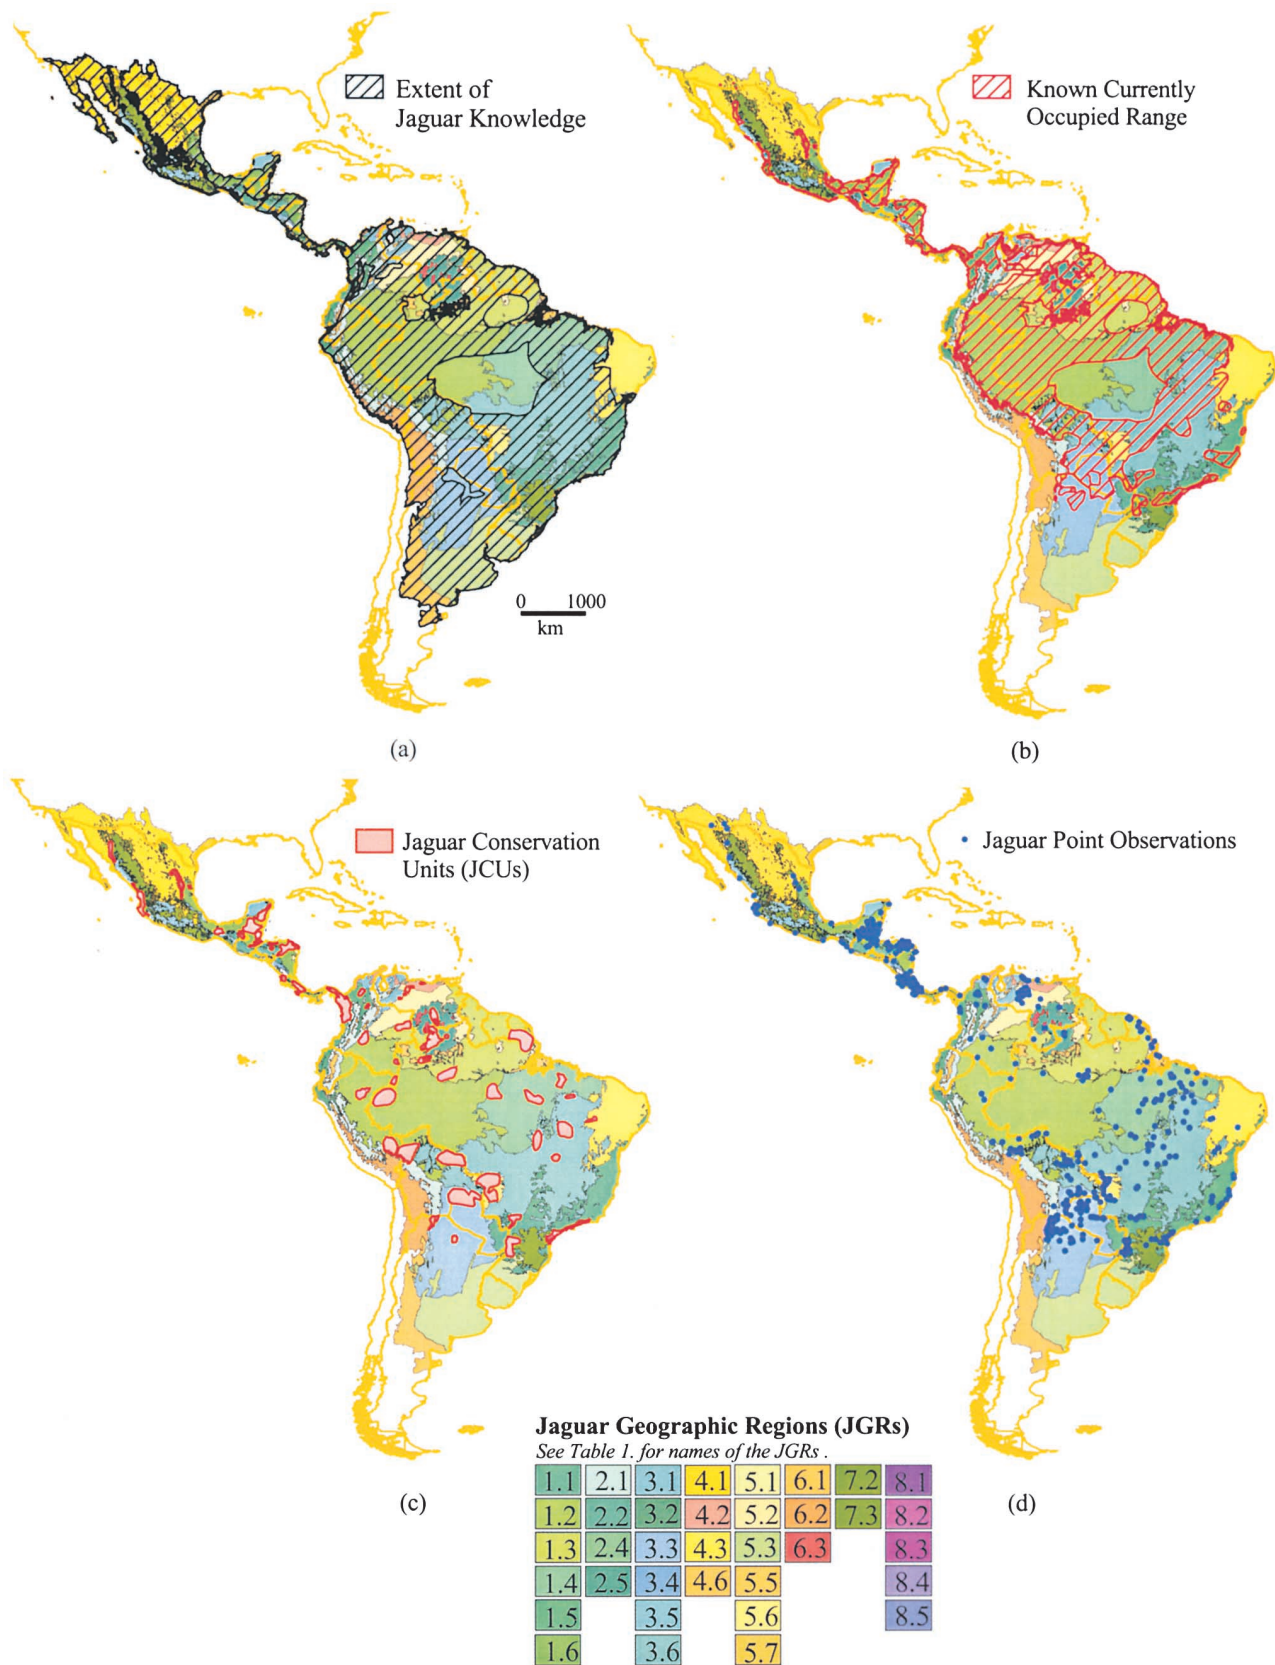 Extent of
Jaguar Knowledge
Known Currently
Occupied Range
0 1000
km
(a)
(b)
Jaguar Conservation
Units (JCUs)
Jaguar Point Observations
(c)
(d)
Jaguar Geographic Regions (JGRs)
See Table 1. for names of the JGRs .
1.1 2.1 3.1 4.1 5.1 6.1 7.2 8.1
1.2 2.2 3.2 4.2 5.2 6.2 7.3 8.2
1.3 2.4 3.3 4.3 5.3 6.3 8.3
1.4 2.5 3.4 4.6 5.5 8.4
1.5 3.5 5.6 8.5
1.6 3.6 5.7